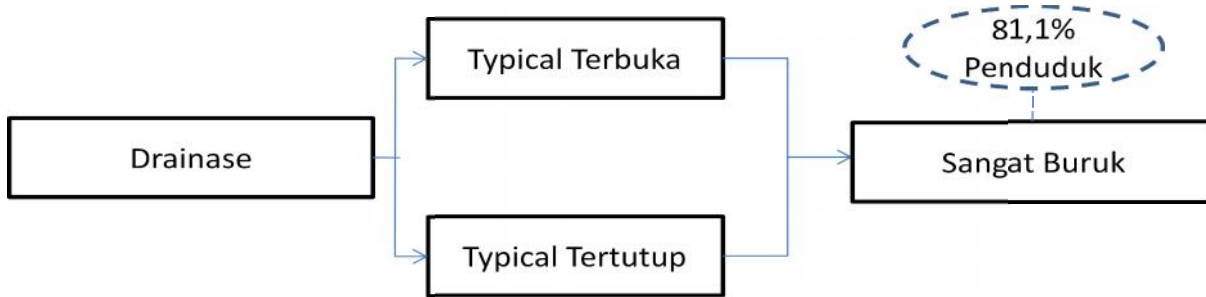 81,1%
Penduduk
Typical Terbuka
Drainase
Sangat Buruk
Typical Tertutup